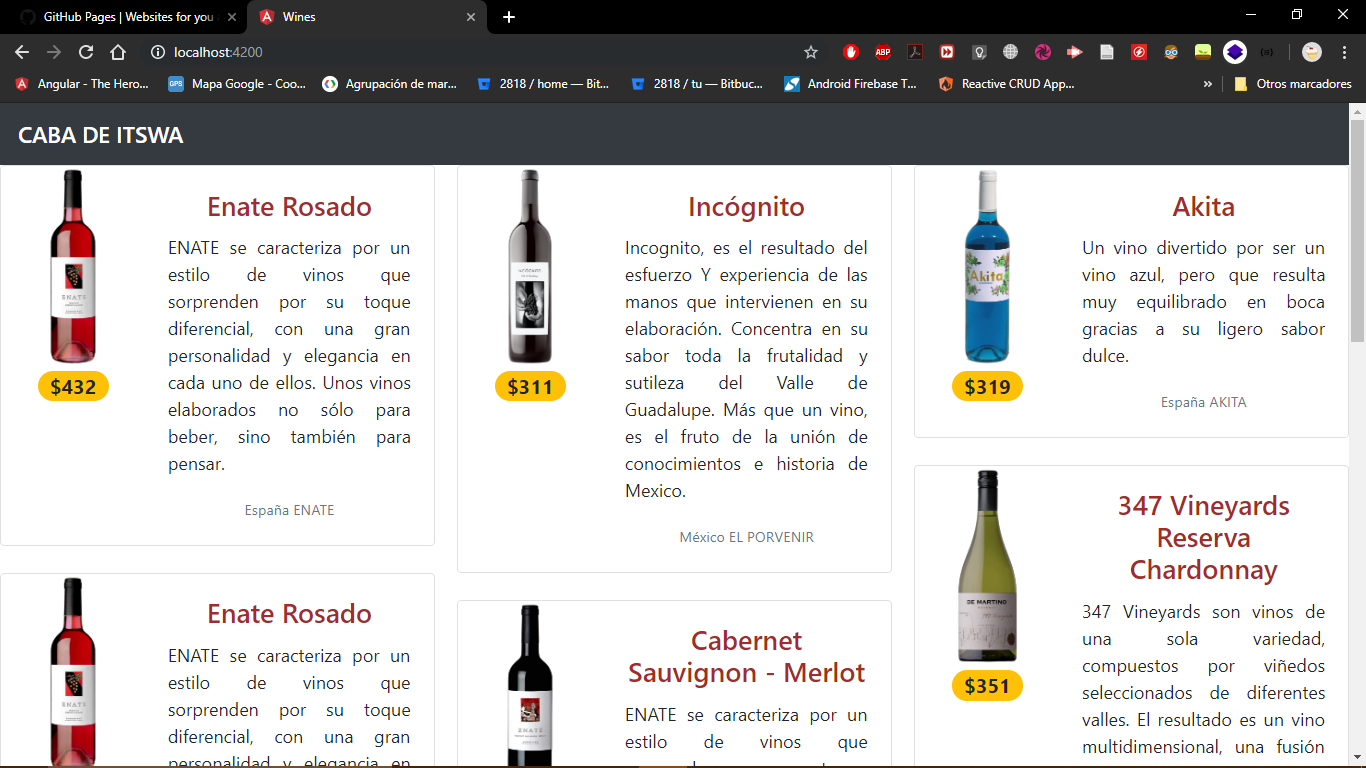 GitHub Pages | Websites for you
Wines
localhost:4200
ABP
Angular - The Hero...
GPS
Mapa Google - Coo...
Agrupación de mar...
2818 / home — Bit...
2818 / tu — Bitbuc...
Android Firebase T...
Reactive CRUD App...
»
Otros marcadores
CABA DE ITSWA
Enate Rosado
ENATE se caracteriza por un
estilo de vinos que
sorprenden por su toque
diferencial, con una gran
personalidad y elegancia en
cada uno de ellos. Unos vinos
elaborados no sólo para
beber, sino también para
pensar.
España ENATE
ENATE
$432
Incógnito
Incognito, es el resultado del
esfuerzo Y experiencia de las
manos que intervienen en su
elaboración. Concentra en su
sabor toda la frutalidad y
sutileza del Valle de
Guadalupe. Más que un vino,
es el fruto de la unión de
conocimientos e historia de
Mexico.
México EL PORVENIR
$311
Akita
Un vino divertido por ser un
vino azul, pero que resulta
muy equilibrado en boca
gracias a su ligero sabor
dulce.
España AKITA
Akita
$319
Enate Rosado
ENATE se caracteriza por un
estilo de vinos que
sorprenden por su toque
diferencial, con una gran
personalidad y elegancia en
ENATE
Cabernet
Sauvignon - Merlot
ENATE se caracteriza por un
estilo de vinos que
ENATE
347 Vineyards
Reserva
Chardonnay
347 Vineyards son vinos de
una sola variedad,
compuestos por viñedos
seleccionados de diferentes
valles. El resultado es un vino
multidimensional, una fusión
DE MARTINO
$351